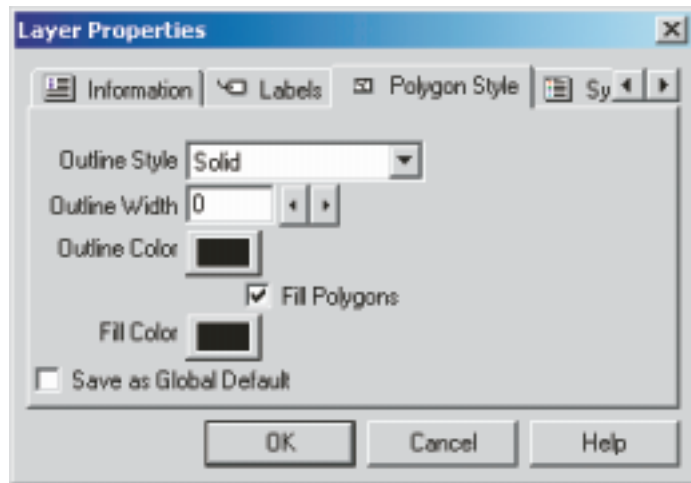 Layer Properties
Information Labels Polygon Style Sy
Outline Style Solid
Outline Width 0
Outline Color
Fill Polygons
Fill Color
Save as Global Default
OK Cancel Help